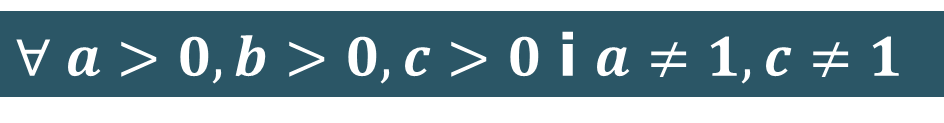 ∀ a > 0, b > 0, c > 0 i a ≠ 1, c ≠ 1